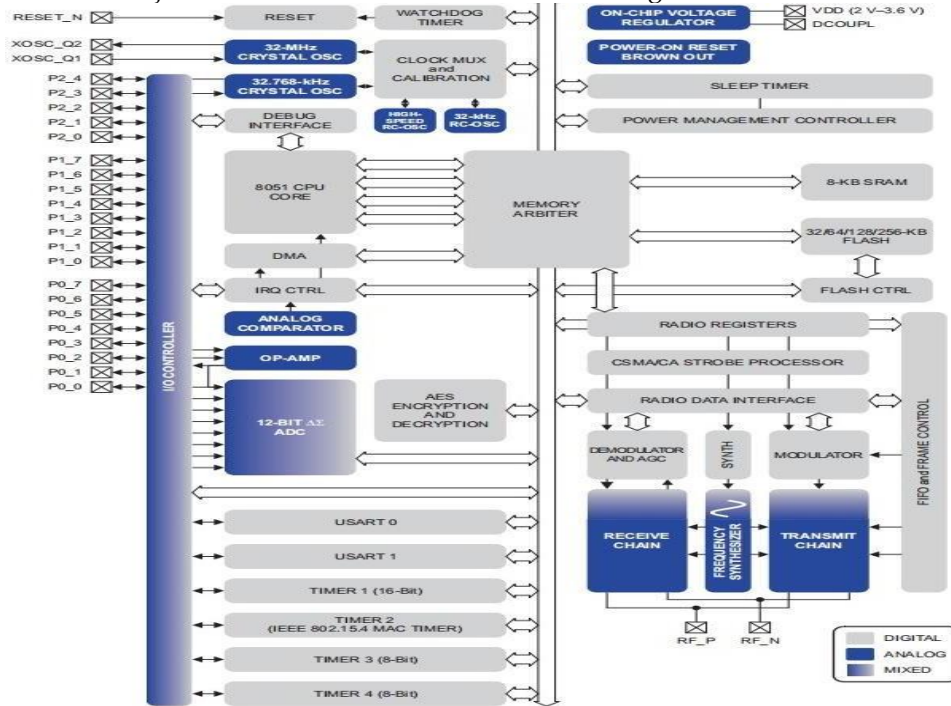 RESET_N
RESET
WATCHDOG
TIMER
ON-CHIP VOLTAGE
REGULATOR
VDD (2 V–3.6 V)
DCOUPL
XOSC_Q2
XOSC_Q1
32-MHz
CRYSTAL OSC
CLOCK MUX
and
CALIBRATION
POWER-ON RESET
BROWN OUT
P2_4
P2_3
P2_2
P2_1
P2_0
32.768-kHz
CRYSTAL OSC
SLEEP TIMER
DEBUG
INTERFACE
HIGH-
SPEED
RC-OSC
32-kHz
RC-OSC
POWER MANAGEMENT CONTROLLER
P1_7
P1_6
P1_5
P1_4
P1_3
P1_2
P1_1
P1_0
8051 CPU
CORE
MEMORY
ARBITER
8-KB SRAM
32/64/128/256-KB
FLASH
DMA
P0_7
P0_6
P0_5
P0_4
P0_3
P0_2
P0_1
P0_0
I/O CONTROLLER
IRQ CTRL
FLASH CTRL
ANALOG
COMPARATOR
RADIO REGISTERS
OP-AMP
CSMA/CA STROBE PROCESSOR
12-BIT ΔΣ
ADC
AES
ENCRYPTION
AND
DECRYPTION
RADIO DATA INTERFACE
FIFO and FRAME CONTROL
DEMODULATOR
AND AGC
SYNTH
MODULATOR
USART 0
RECEIVE
CHAIN
FREQUENCY
SYNTHESIZER
TRANSMIT
CHAIN
USART 1
TIMER 1 (16-Bit)
TIMER 2
(IEEE 802.15.4 MAC TIMER)
RF_P
RF_N
TIMER 3 (8-Bit)
TIMER 4 (8-Bit)
DIGITAL
ANALOG
MIXED